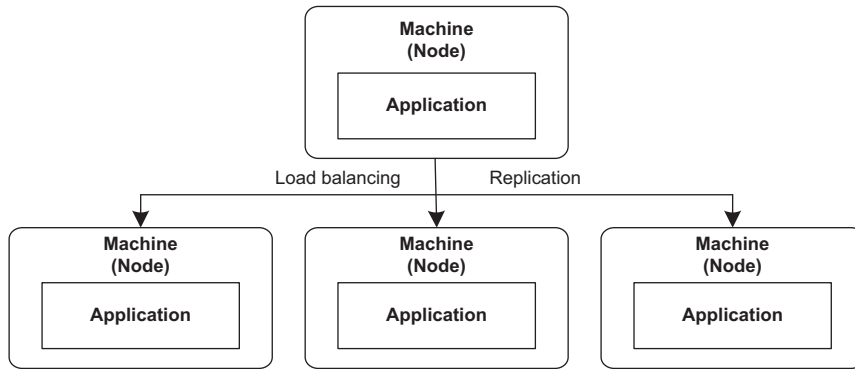 Machine
(Node)
Application
Load balancing
Replication
Machine
(Node)
Application
Machine
(Node)
Application
Machine
(Node)
Application